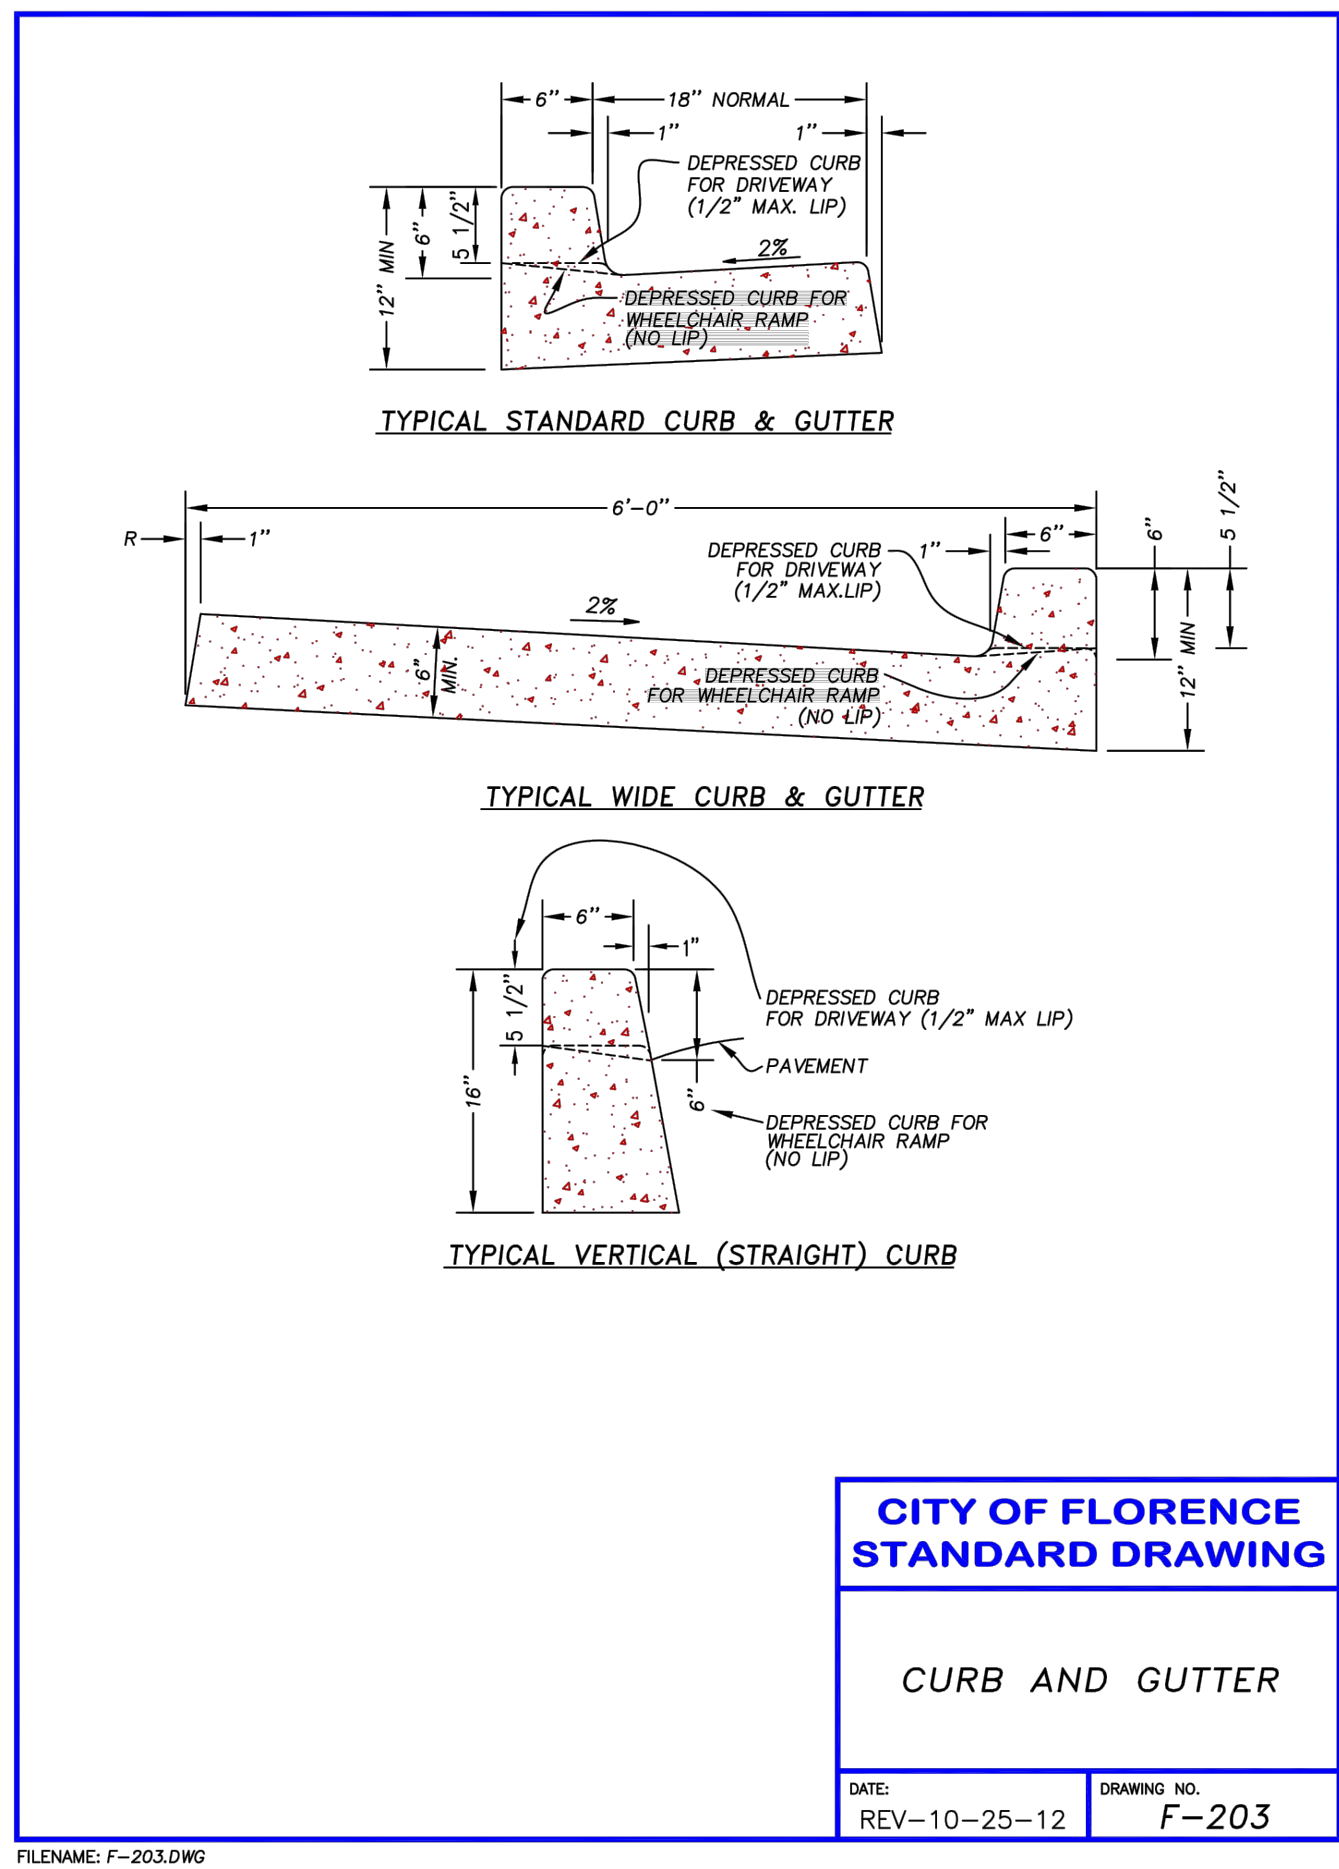 6" 18" NORMAL
1" 1"
DEPRESSED CURB
FOR DRIVEWAY
(1/2" MAX. LIP)
12" MIN
6"
5 1/2"
2%
DEPRESSED CURB FOR
WHEELCHAIR RAMP
(NO LIP)
TYPICAL STANDARD CURB & GUTTER
6'-0"
R 1"
DEPRESSED CURB
FOR DRIVEWAY
(1/2" MAX.LIP)
1"
6"
6"
5 1/2"
12" MIN
2%
6"
MIN.
DEPRESSED CURB
FOR WHEELCHAIR RAMP
(NO LIP)
TYPICAL WIDE CURB & GUTTER
6"
1"
5 1/2"
16"
DEPRESSED CURB
FOR DRIVEWAY (1/2" MAX LIP)
PAVEMENT
6"
DEPRESSED CURB FOR
WHEELCHAIR RAMP
(NO LIP)
TYPICAL VERTICAL (STRAIGHT) CURB
CITY OF FLORENCE
STANDARD DRAWING
CURB AND GUTTER
DATE:
REV-10-25-12
DRAWING NO.
F-203
FILENAME: F-203.DWG